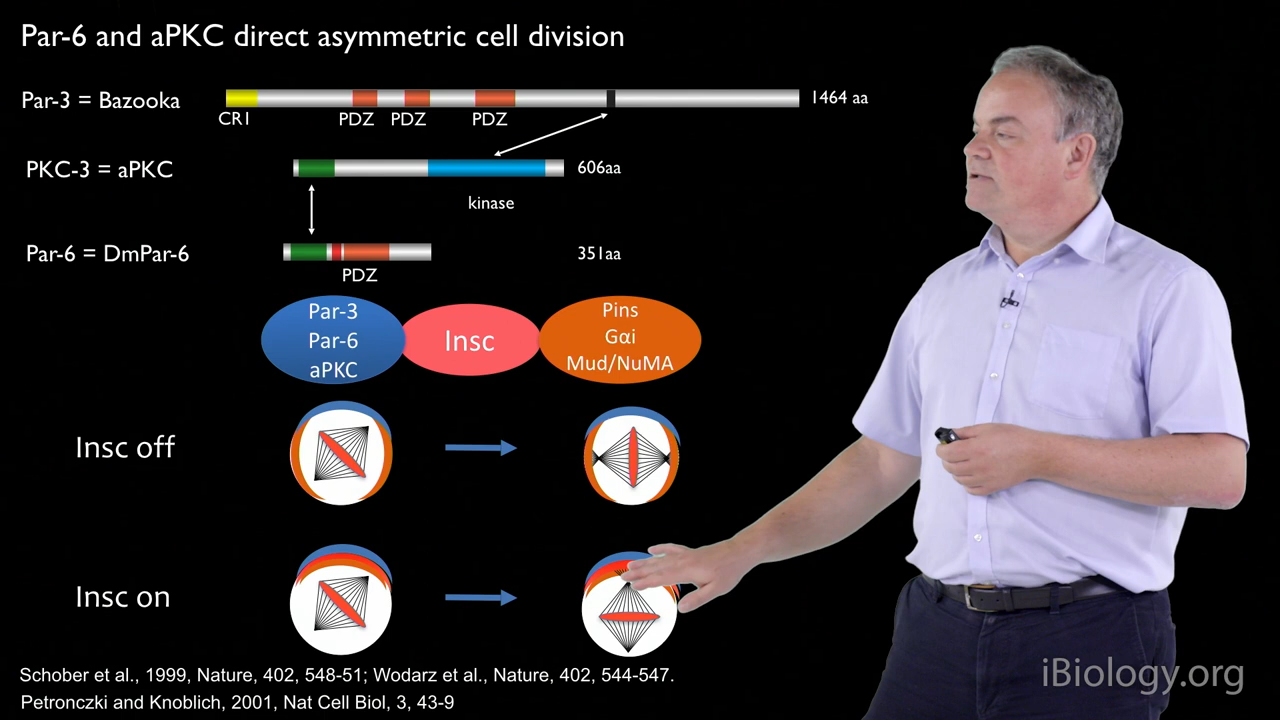 Par-6 and aPKC direct asymmetric cell division
Par-3 = Bazooka
1464 aa
CR1
PDZ
PDZ
PDZ
PKC-3 = aPKC
606aa
kinase
Par-6 = DmPar-6
351aa
PDZ
Par-3
Par-6
aPKC
Insc
Pins
Gαi
Mud/NuMA
Insc off
Insc on
Schober et al., 1999, Nature, 402, 548-51; Wodarz et al., Nature, 402, 544-547.
Petronczki and Knoblich, 2001, Nat Cell Biol, 3, 43-9
iBiology.org